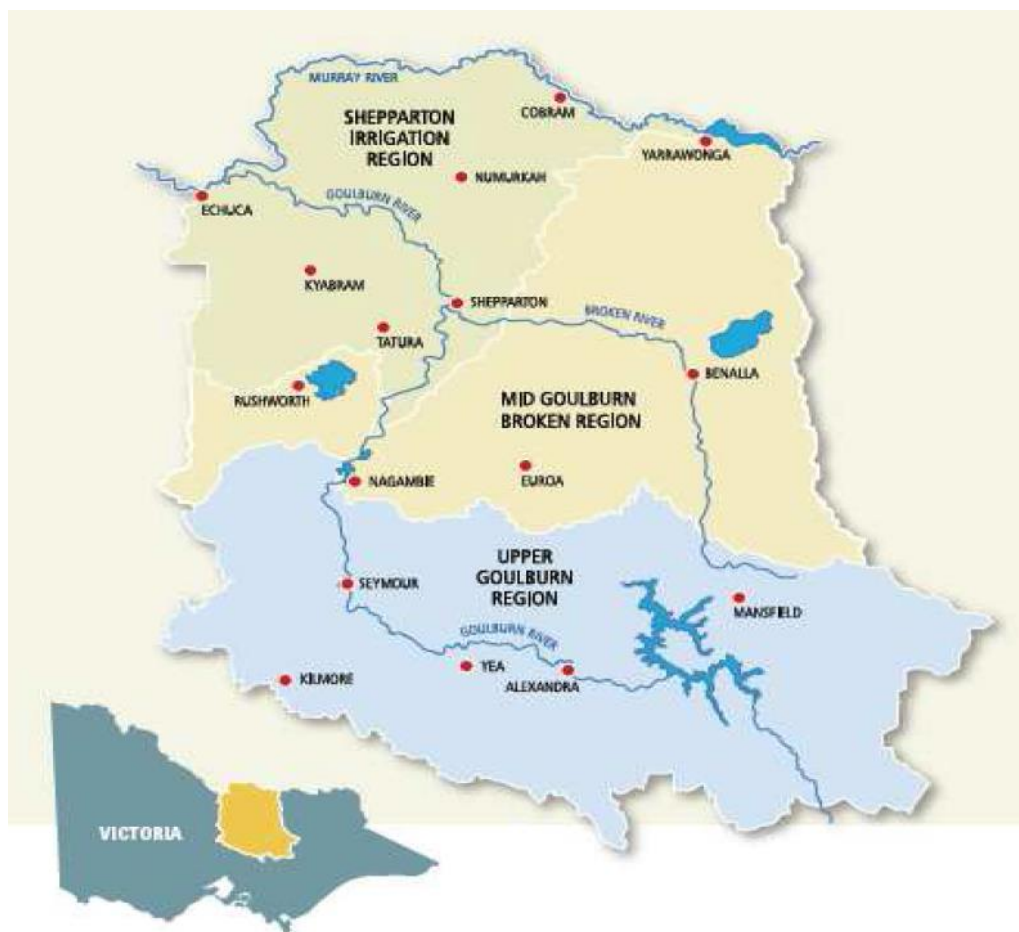 MURRAY RIVER
COBRAM
SHEPPARTON
IRRIGATION
REGION
YARRAWONGA
NUMURKAH
GOULBURN RIVER
ECHUCA
KYABRAM
SHEPPARTON
BROKEN RIVER
TATURA
BENALLA
RUSHWORTH
MID GOULBURN
BROKEN REGION
NAGAMBIE
EUROA
UPPER
GOULBURN
REGION
SEYMOUR
MANSFIELD
GOULBURN RIVER
YEA
ALEXANDRA
KILMORE
VICTORIA